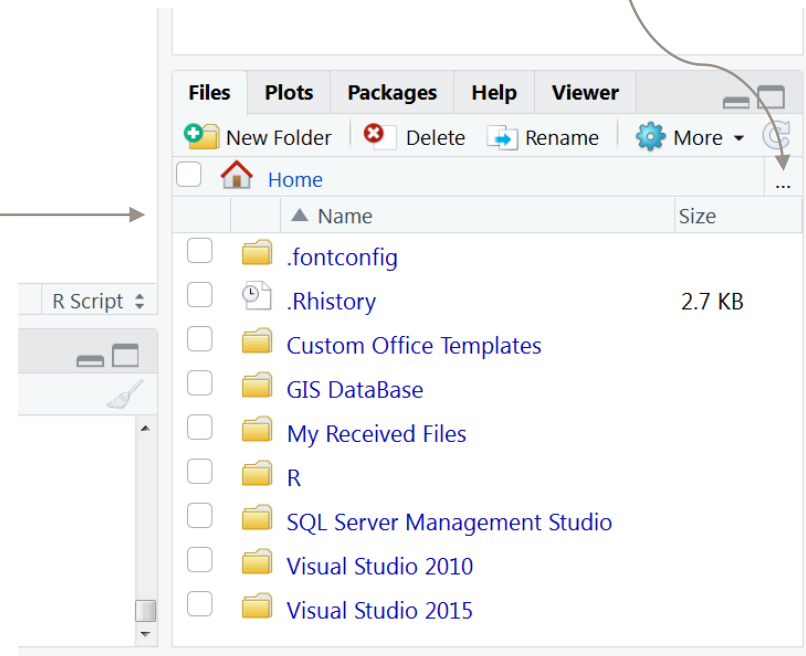 Files Plots Packages Help Viewer
New Folder Delete Rename More
Home ...
Name Size
.fontconfig
.Rhistory 2.7 KB
R Script
Custom Office Templates
GIS DataBase
My Received Files
R
SQL Server Management Studio
Visual Studio 2010
Visual Studio 2015